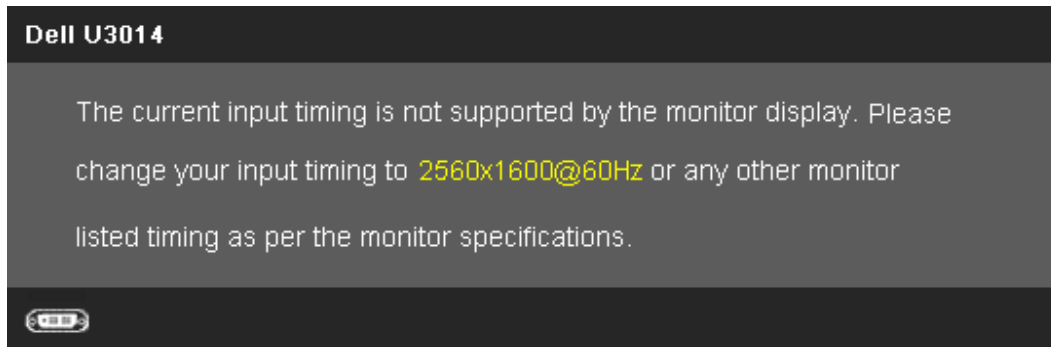 Dell U3014
The current input timing is not supported by the monitor display. Please
change your input timing to 2560x1600@60Hz or any other monitor
listed timing as per the monitor specifications.